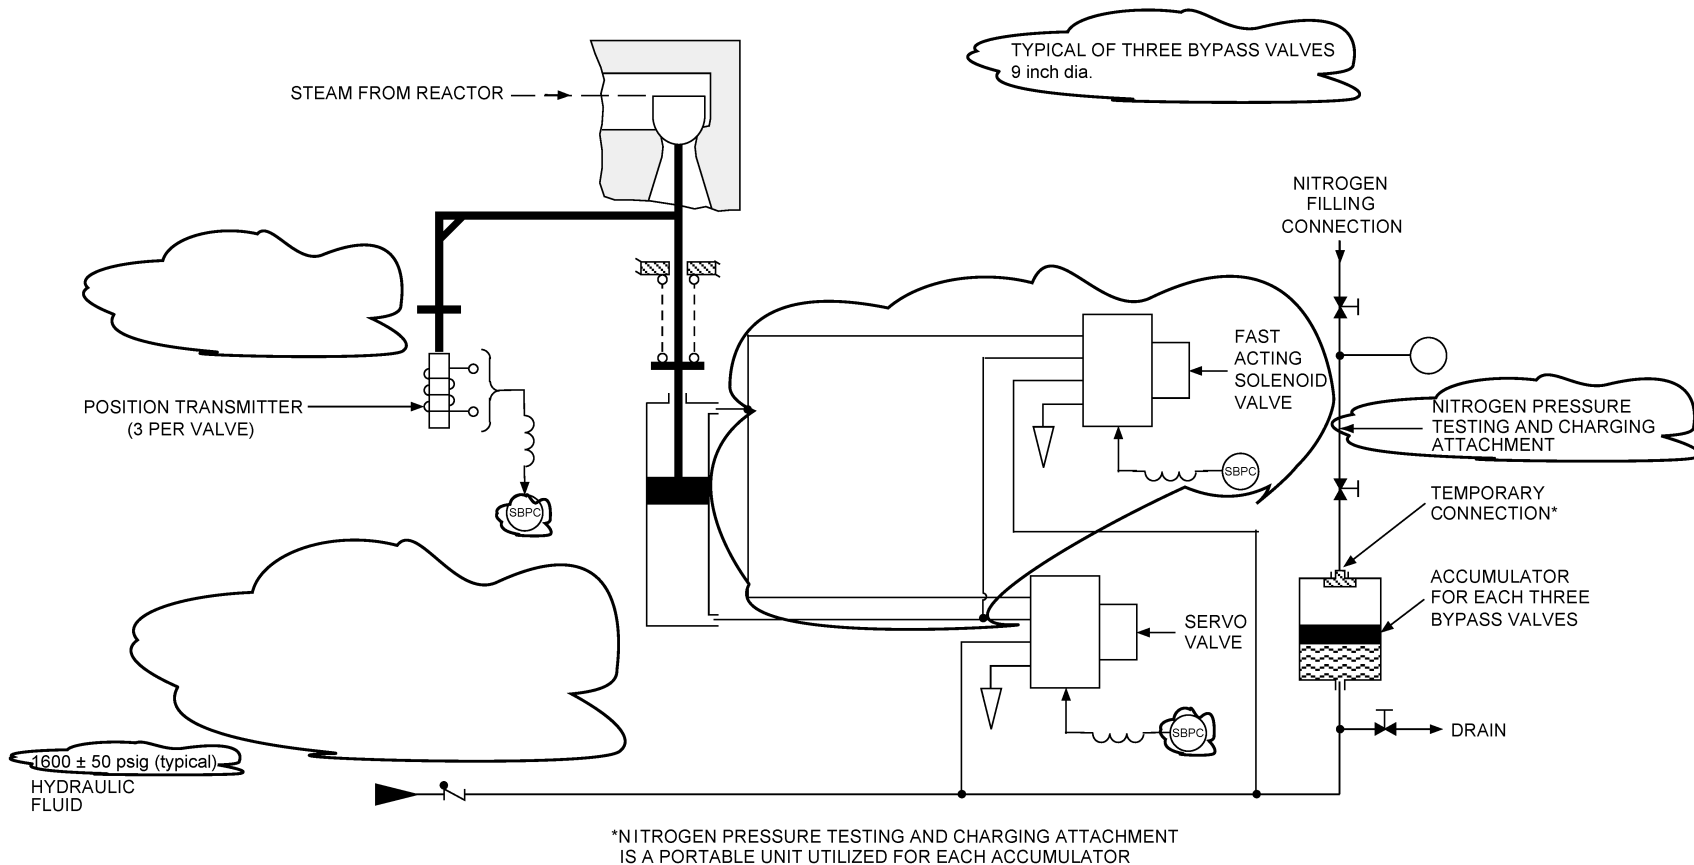 TYPICAL OF THREE BYPASS VALVES
9 inch dia.
STEAM FROM REACTOR
NITROGEN
FILLING
CONNECTION
FAST
ACTING
SOLENOID
VALVE
POSITION TRANSMITTER
(3 PER VALVE)
NITROGEN PRESSURE
TESTING AND CHARGING
ATTACHMENT
SBPC
SBPC
TEMPORARY
CONNECTION*
ACCUMULATOR
FOR EACH THREE
BYPASS VALVES
SERVO
VALVE
SBPC
DRAIN
1600 ± 50 psig (typical)
HYDRAULIC
FLUID
*NITROGEN PRESSURE TESTING AND CHARGING ATTACHMENT
IS A PORTABLE UNIT UTILIZED FOR EACH ACCUMULATOR